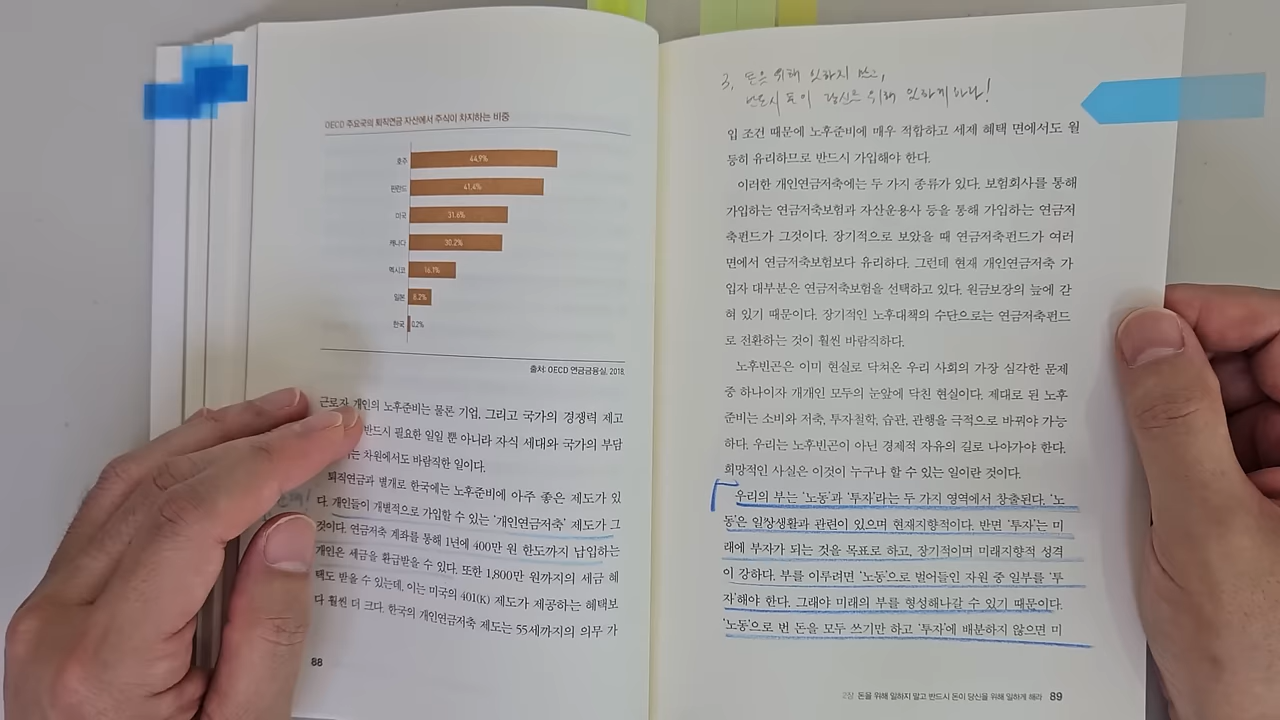 OECD 주요국의 퇴직연금 자산에서 주식이 차지하는 비중
호주 44.9%
핀란드 41.4%
미국 31.6%
캐나다 30.2%
멕시코 16.9%
일본 8.2%
한국 0.2%
출처: OECD 연금금융실, 2018
근로자 개인의 노후준비는 물론 기업, 그리고 국가의 경쟁력 제고
반드시 필요한 일일 뿐 아니라 자식 세대와 국가의 부담
는 차원에서도 바람직한 일이다.
퇴직연금과 별개로 한국에는 노후준비에 아주 좋은 제도가 있
다. 개인들이 개별적으로 가입할 수 있는 '개인연금저축' 제도가 그
것이다. 연금저축 계좌를 통해 1년에 400만 원 한도까지 납입하는
개인은 세금을 환급받을 수 있다. 또한 1,800만 원까지의 세금 혜
택도 받을 수 있는데, 이는 미국의 401(K) 제도가 제공하는 혜택보
다 훨씬 더 크다. 한국의 개인연금저축 제도는 55세까지의 의무 가
88
3. 돈을 위해 일하지 말고,
반드시 돈이 당신을 위해 일하게 하라!
입 조건 때문에 노후준비에 매우 적합하고 세제 혜택 면에서도 월
등히 유리하므로 반드시 가입해야 한다.
이러한 개인연금저축에는 두 가지 종류가 있다. 보험회사를 통해
가입하는 연금저축보험과 자산운용사 등을 통해 가입하는 연금저
축펀드가 그것이다. 장기적으로 보았을 때 연금저축펀드가 여러
면에서 연금저축보험보다 유리하다. 그런데 현재 개인연금저축 가
입자 대부분은 연금저축보험을 선택하고 있다. 원금보장의 늪에 갇
혀 있기 때문이다. 장기적인 노후대책의 수단으로는 연금저축펀드
로 전환하는 것이 훨씬 바람직하다.
노후빈곤은 이미 현실로 닥쳐온 우리 사회의 가장 심각한 문제
중 하나이자 개개인 모두의 눈앞에 닥친 현실이다. 제대로 된 노후
준비는 소비와 저축, 투자철학, 습관, 관행을 극적으로 바꿔야 가능
하다. 우리는 노후빈곤이 아닌 경제적 자유의 길로 나아가야 한다.
희망적인 사실은 이것이 누구나 할 수 있는 일이란 것이다.
우리의 부는 '노동'과 '투자'라는 두 가지 영역에서 창출된다. '노
동'은 일상생활과 관련이 있으며 현재지향적이다. 반면 '투자'는 미
래에 부자가 되는 것을 목표로 하고, 장기적이며 미래지향적 성격
이 강하다. 부를 이루려면 '노동'으로 벌어들인 자원 중 일부를 '투
자'해야 한다. 그래야 미래의 부를 형성해나갈 수 있기 때문이다.
'노동'으로 번 돈을 모두 쓰기만 하고 '투자'에 배분하지 않으면 미
2장 돈을 위해 일하지 말고 반드시 돈이 당신을 위해 일하게 해라 89